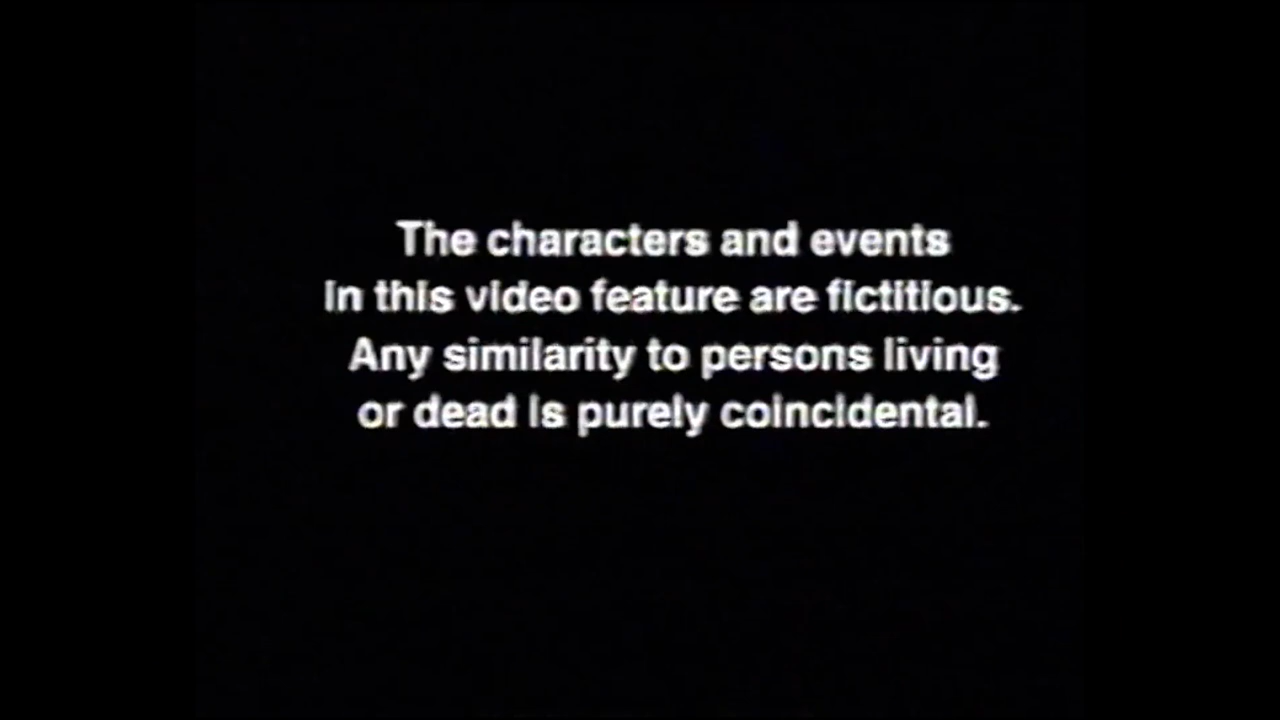 The characters and events
in this video feature are fictitious.
Any similarity to persons living
or dead is purely coincidental.